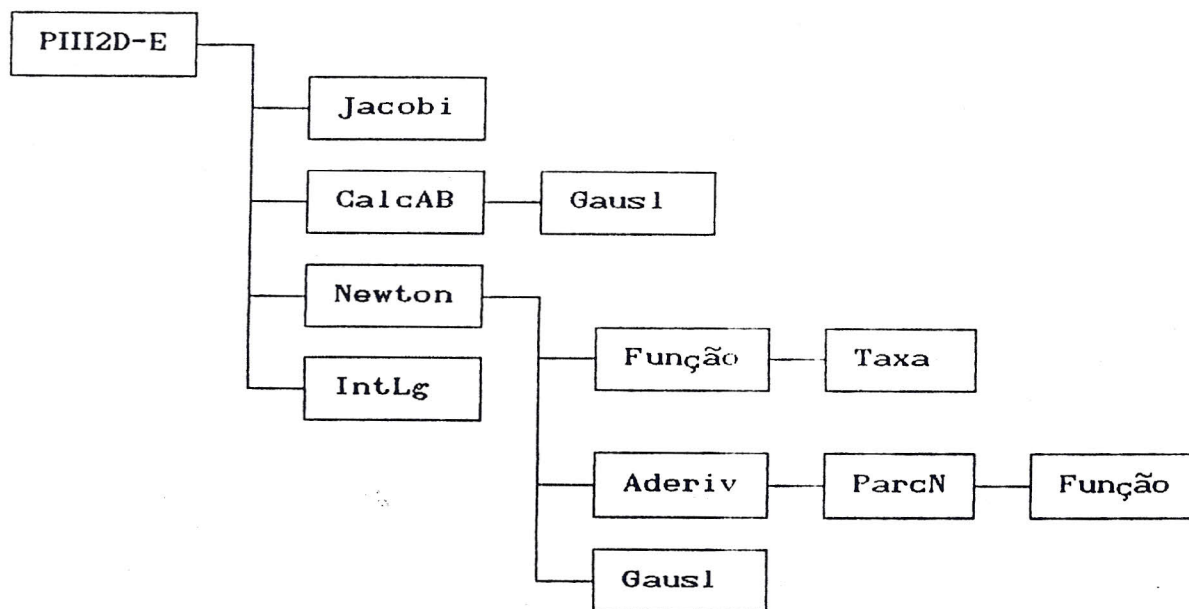 PIII2D-E
Jacobi
CalcAB
Gausl
Newton
Função
Taxa
IntLg
Aderiv
ParcN
Função
Gausl